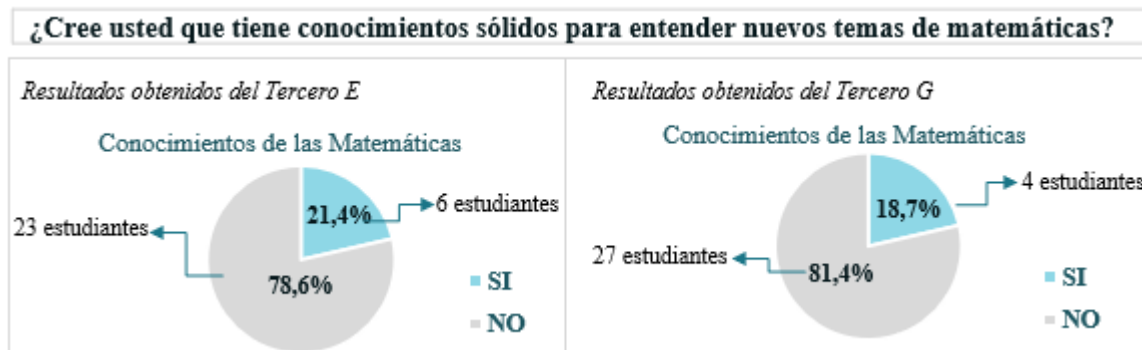 ¿Cree usted que tiene conocimientos sólidos para entender nuevos temas de matemáticas?
Resultados obtenidos del Tercero E
Conocimientos de las Matemáticas
21,4%
6 estudiantes
23 estudiantes
78,6%
SI
NO
Resultados obtenidos del Tercero G
Conocimientos de las Matemáticas
4 estudiantes
18,7%
27 estudiantes
81,4%
SI
NO